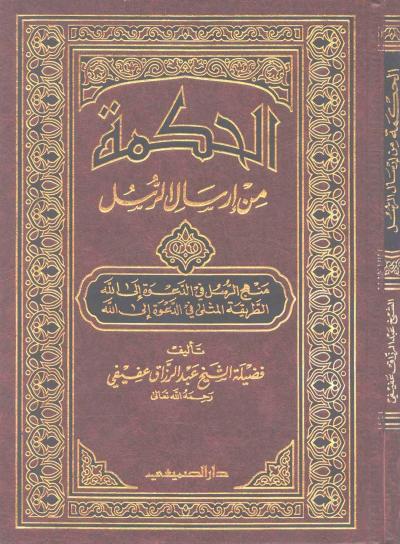 الحكمة
من إرسال الرسل
منهج الرسل في الدعوة إلى الله
الطريقة المثلى في الدعوة إلى الله
تأليف
فضيلة الشيخ عبد الرزاق عفيفي
رحمه الله تعالى
دار الصميعي
الحكمة من إرسال الرسل
الشيخ عبد الرزاق عفيفي